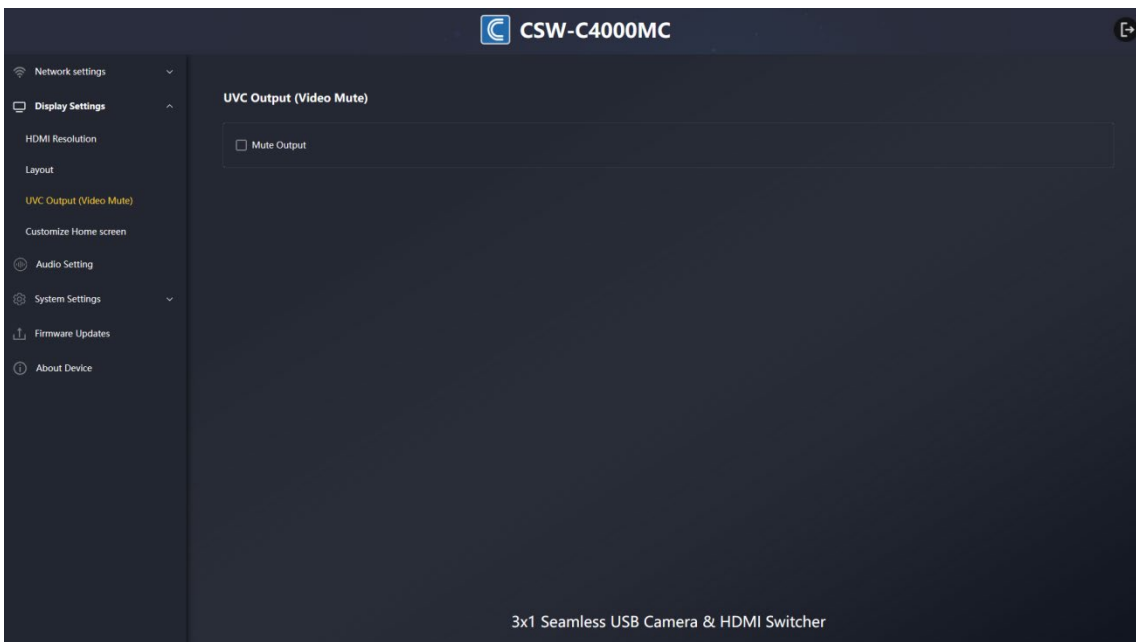 CSW-C4000MC
Network settings
Display Settings
HDMI Resolution
Layout
UVC Output (Video Mute)
Customize Home screen
Audio Setting
System Settings
Firmware Updates
About Device
UVC Output (Video Mute)
Mute Output
3x1 Seamless USB Camera & HDMI Switcher